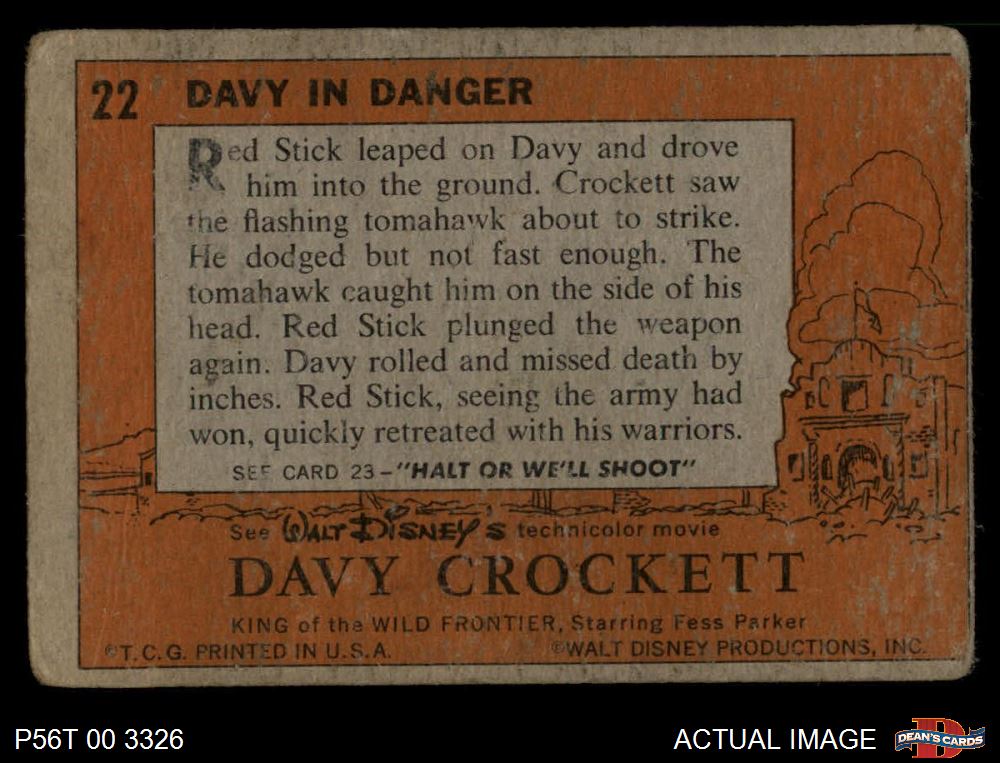 22 DAVY IN DANGER
Red Stick leaped on Davy and drove
him into the ground. Crockett saw
the flashing tomahawk about to strike.
He dodged but not fast enough. The
tomahawk caught him on the side of his
head. Red Stick plunged the weapon
again. Davy rolled and missed death by
inches. Red Stick, seeing the army had
won, quickly retreated with his warriors.
SEE CARD 23-"HALT OR WE'LL SHOOT"
See WALT DISNEY'S technicolor movie
DAVY CROCKETT
KING of the WILD FRONTIER, Starring Fess Parker
©T.C.G. PRINTED IN U.S.A. ©WALT DISNEY PRODUCTIONS, INC.
P56T 00 3326 ACTUAL IMAGE DEAN'S CARDS